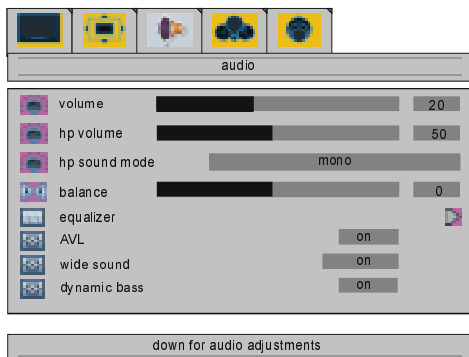 audio
volume 20
hp volume 50
hp sound mode mono
balance 0
equalizer
AVL on
wide sound on
dynamic bass on
down for audio adjustments